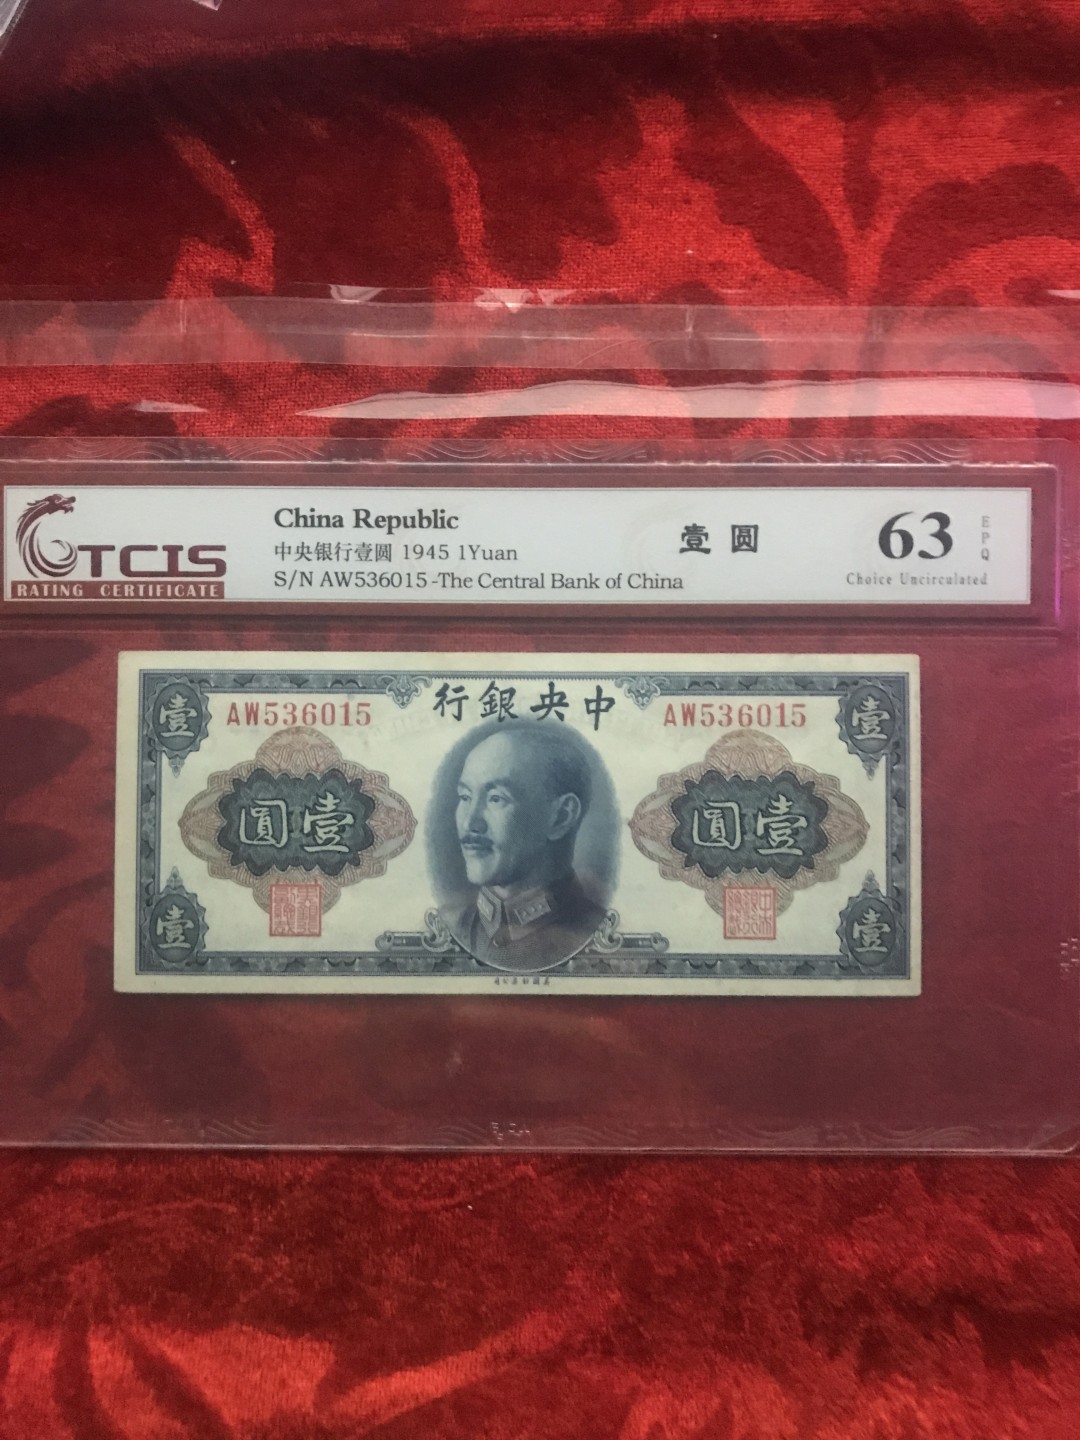 TCIS
RATING CERTIFICATE
China Republic
中央银行壹圆 1945 1Yuan
S/N AW536015-The Central Bank of China
壹圆
63
EPQ
Choice Uncirculated
行銀央中
AW536015
AW536015
壹
壹
圓壹
圓壹
壹
壹